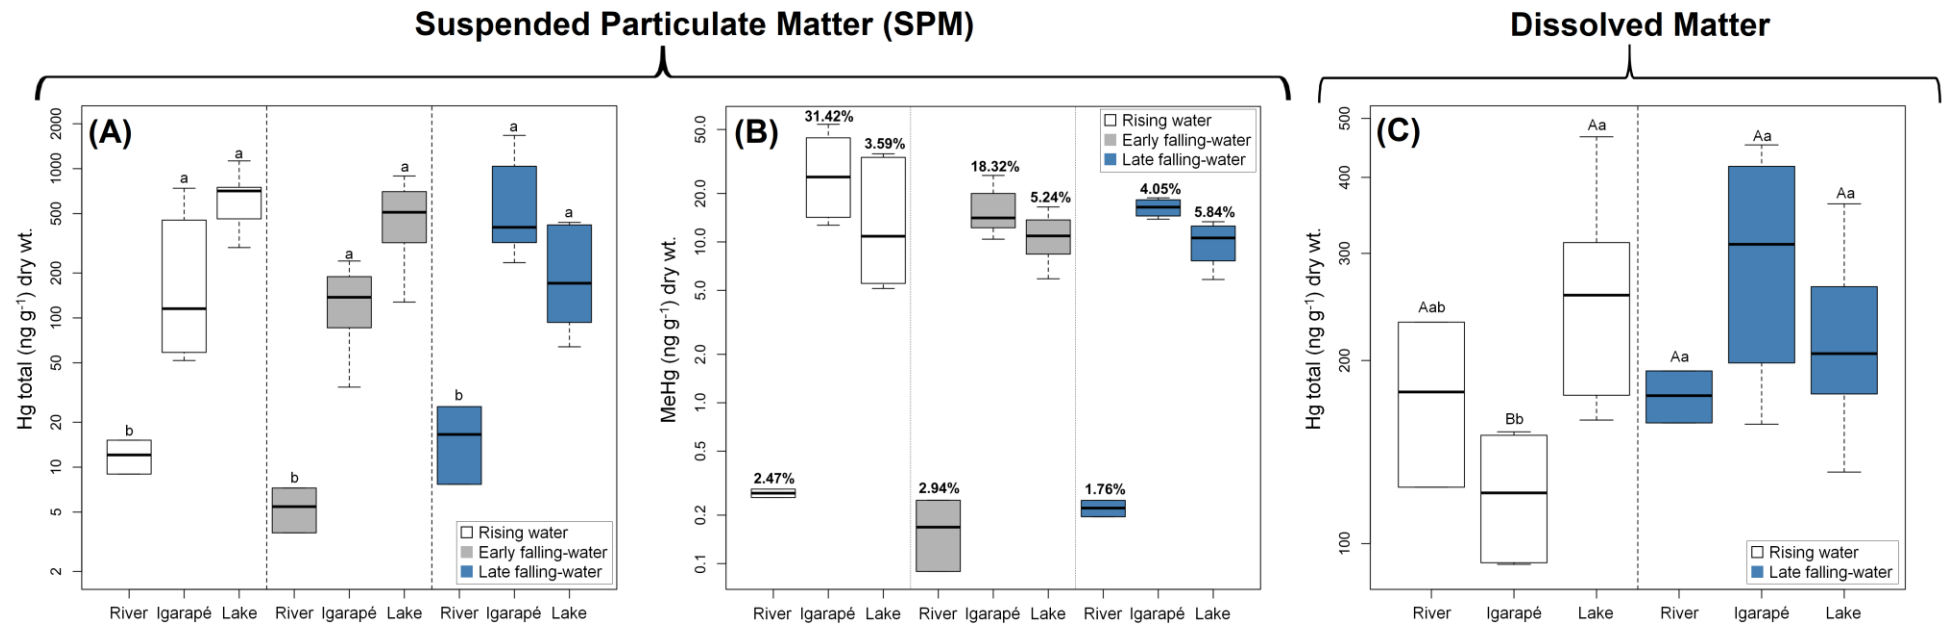 Suspended Particulate Matter (SPM)
Dissolved Matter
(A)
Hg total (ng g⁻¹) dry wt.
2000
1000
500
200
100
50
20
10
5
2
b
a
a
b
a
a
b
a
a
Rising water
Early falling-water
Late falling-water
River Igarapé Lake River Igarapé Lake River Igarapé Lake
(B)
MeHg (ng g⁻¹) dry wt.
50.0
20.0
10.0
5.0
2.0
1.0
0.5
0.2
0.1
2.47%
31.42%
3.59%
2.94%
18.32%
5.24%
1.76%
4.05%
5.84%
Rising water
Early falling-water
Late falling-water
River Igarapé Lake River Igarapé Lake River Igarapé Lake
(C)
Hg total (ng g⁻¹) dry wt.
500
400
300
200
100
Aab
Bb
Aa
Aa
Aa
Aa
Rising water
Late falling-water
River Igarapé Lake River Igarapé Lake